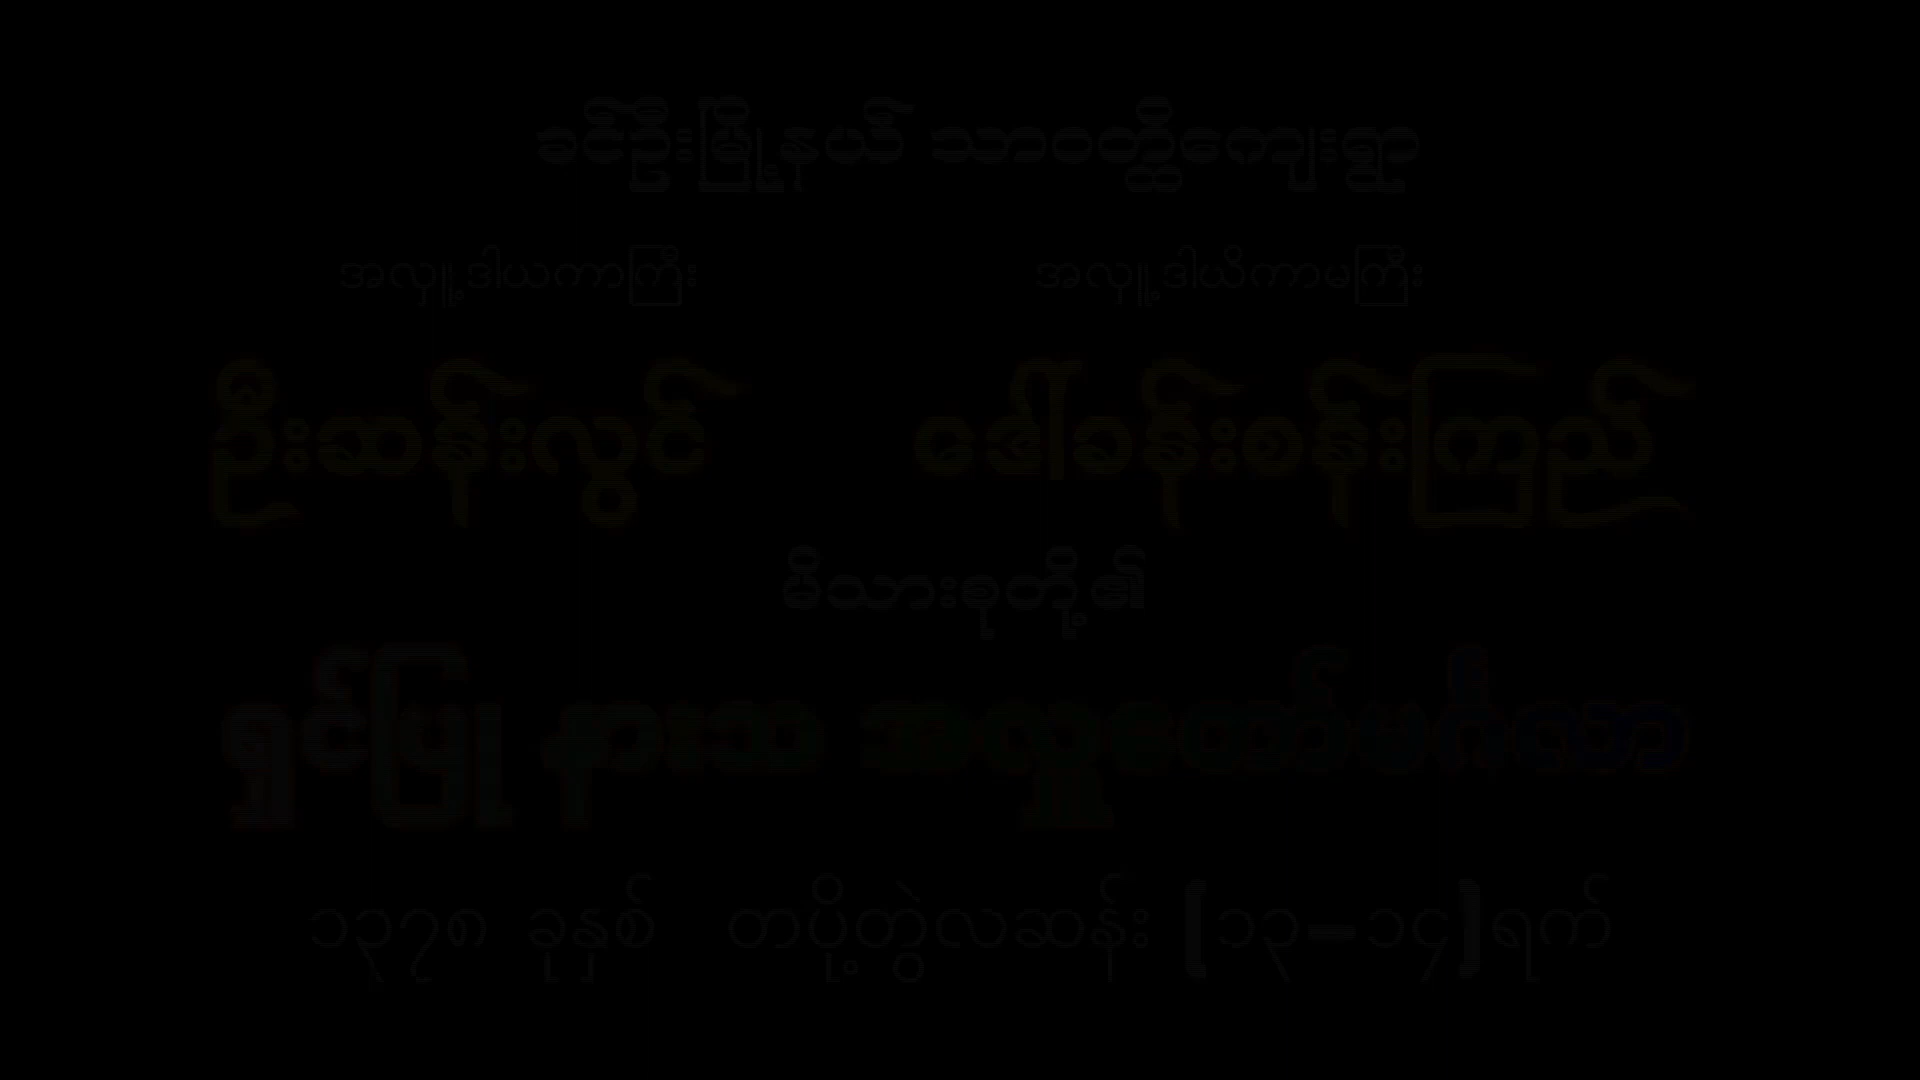 ခင်ဦးမြို့နယ် သာဝတ္ထိကျေးရွာ
အလှူ့ဒါယကာကြီး အလှူ့ဒါယိကာမကြီး
ဦးဆန်းလွင် ဒေါ်ခန်းစန်းကြည်
မိသားစုတို့၏
ရှင်ပြု နားသ အလှူတော်မင်္ဂလာ
၁၃၇၈ ခုနှစ် တပို့တွဲလဆန်း (၁၃-၁၄)ရက်